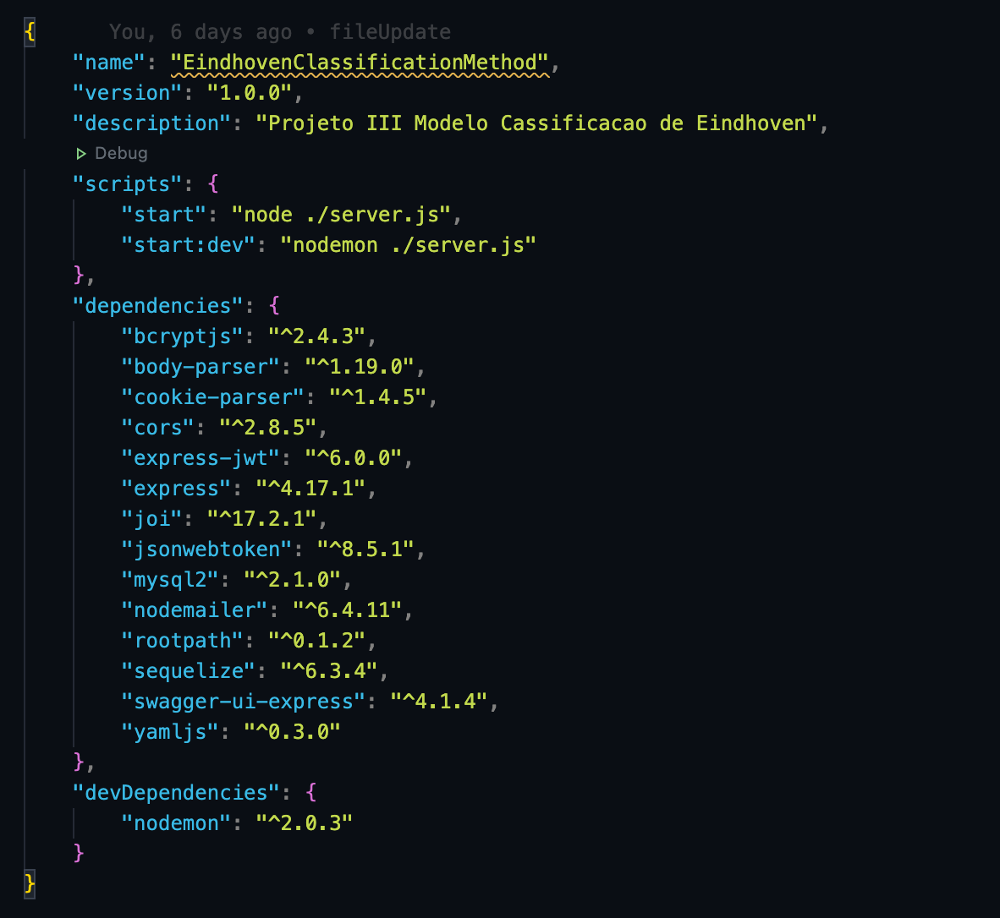 { You, 6 days ago • fileUpdate
"name": "EindhovenClassificationMethod",
"version": "1.0.0",
"description": "Projeto III Modelo Cassificacao de Eindhoven",
Debug
"scripts": {
"start": "node ./server.js",
"start:dev": "nodemon ./server.js"
},
"dependencies": {
"bcryptjs": "^2.4.3",
"body-parser": "^1.19.0",
"cookie-parser": "^1.4.5",
"cors": "^2.8.5",
"express-jwt": "^6.0.0",
"express": "^4.17.1",
"joi": "^17.2.1",
"jsonwebtoken": "^8.5.1",
"mysql2": "^2.1.0",
"nodemailer": "^6.4.11",
"rootpath": "^0.1.2",
"sequelize": "^6.3.4",
"swagger-ui-express": "^4.1.4",
"yamljs": "^0.3.0"
},
"devDependencies": {
"nodemon": "^2.0.3"
}
}